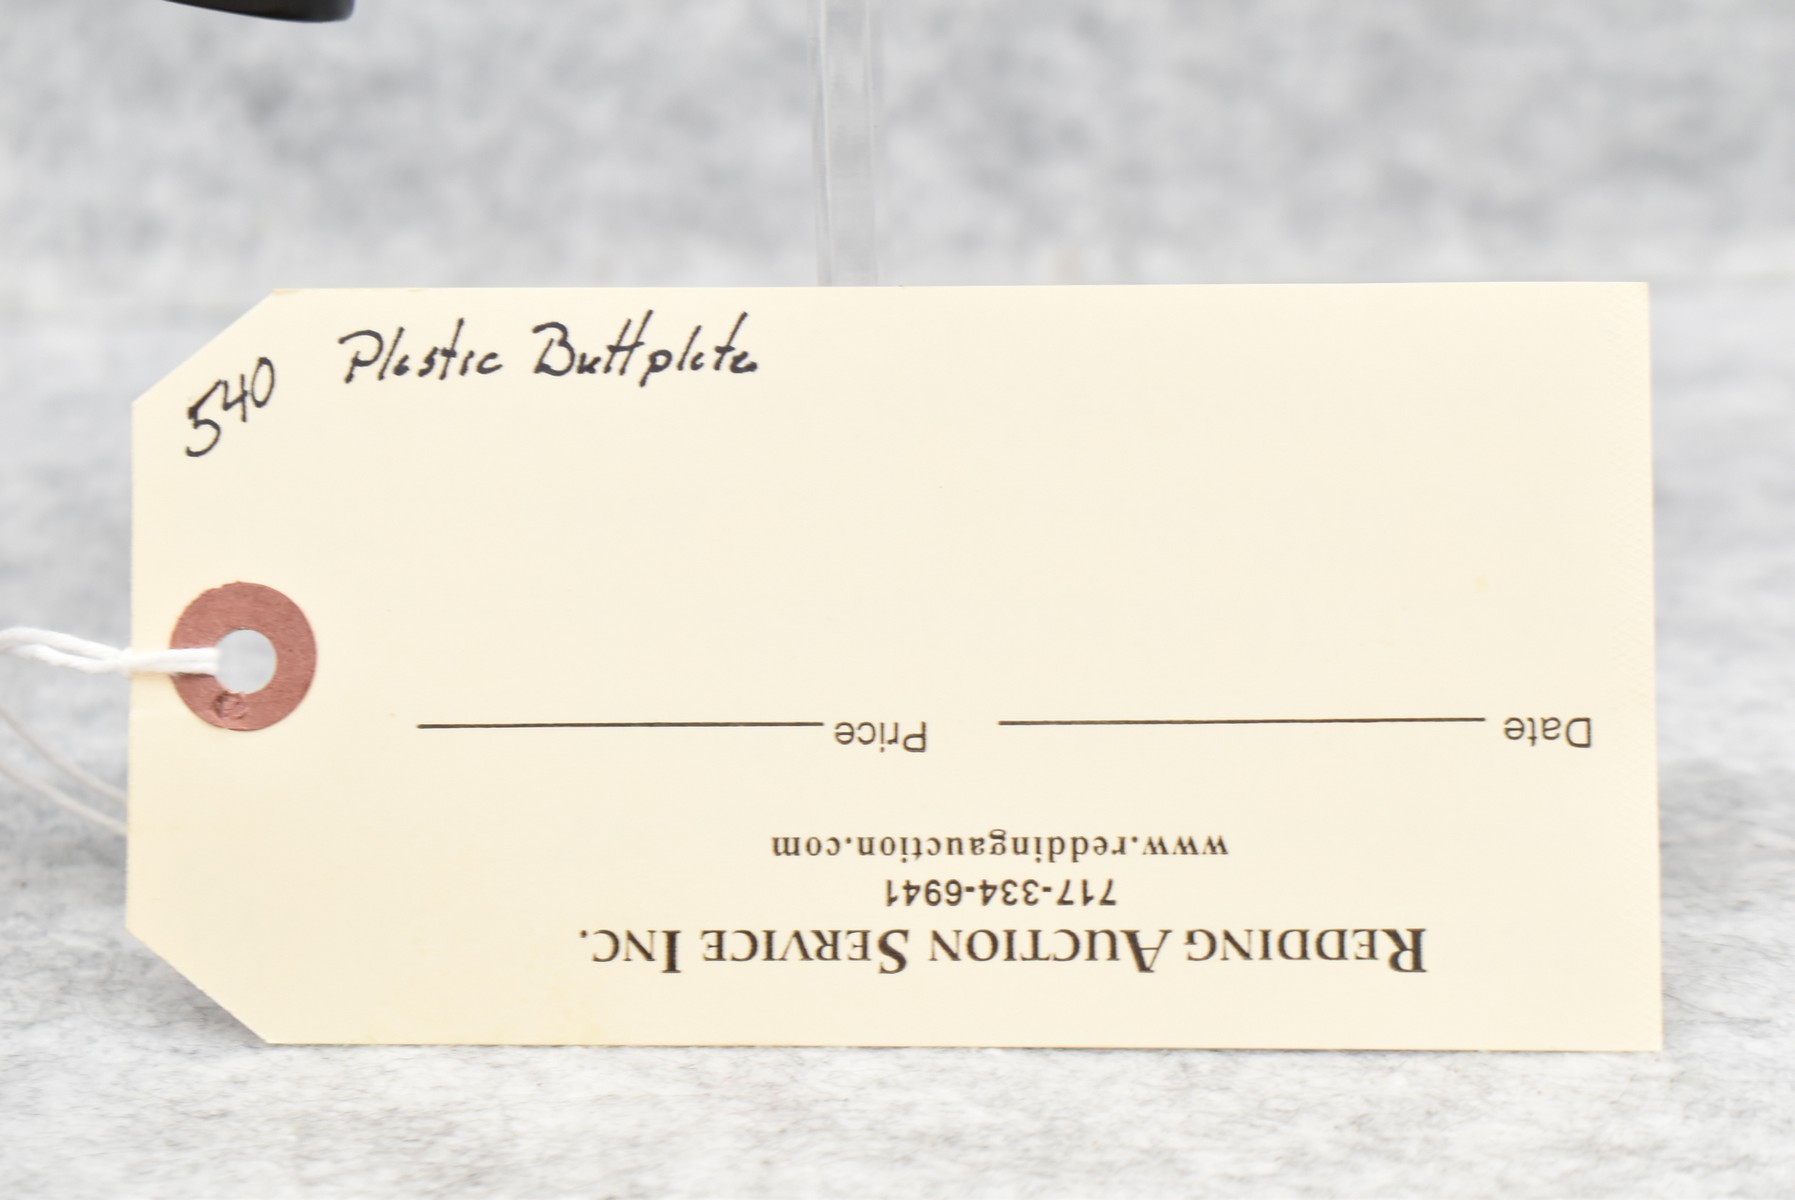 540 Plastic Buttplate
REDDING AUCTION SERVICE INC.
717-334-6941
www.reddingauction.com
Date Price